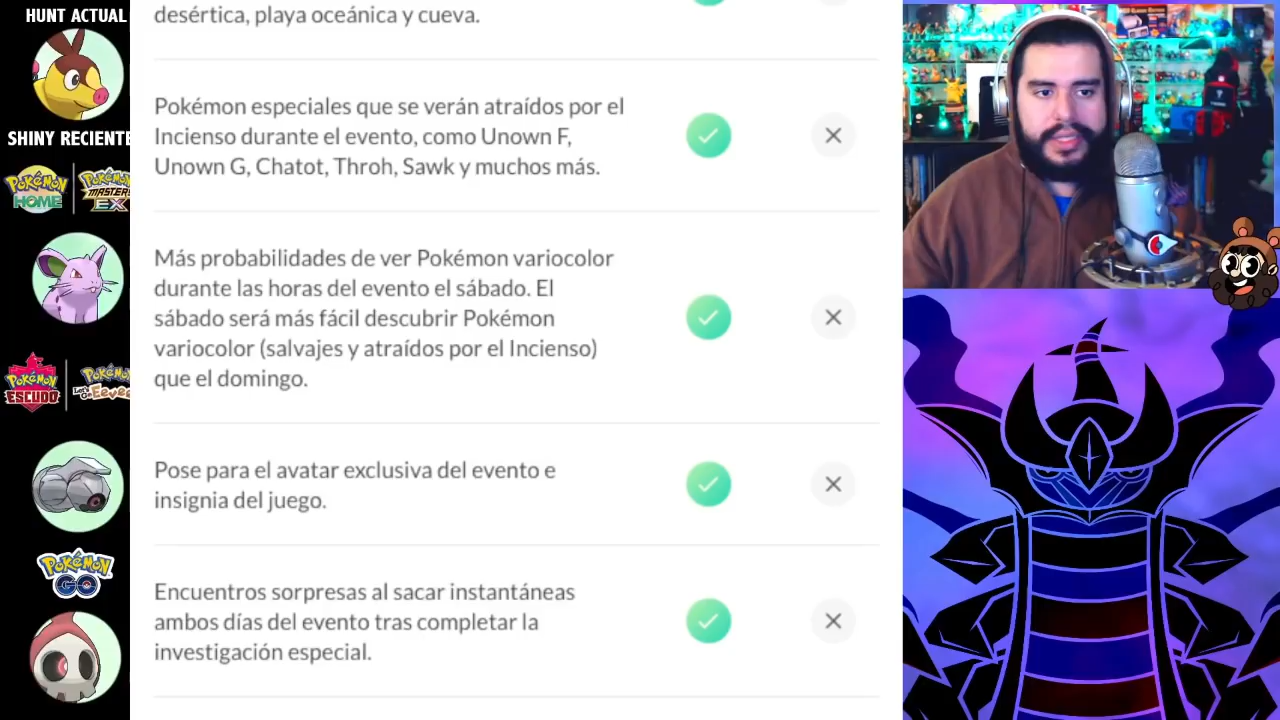 HUNT ACTUAL
SHINY RECIENTE
Pokémon
HOME
Pokémon
MASTERS
EX
Pokémon
ESCUDO
Pokémon
Let's Go Eevee
Pokémon
GO
desértica, playa oceánica y cueva.
Pokémon especiales que se verán atraídos por el
Incienso durante el evento, como Unown F,
Unown G, Chatot, Throh, Sawk y muchos más.
Más probabilidades de ver Pokémon variocolor
durante las horas del evento el sábado. El
sábado será más fácil descubrir Pokémon
variocolor (salvajes y atraídos por el Incienso)
que el domingo.
Pose para el avatar exclusiva del evento e
insignia del juego.
Encuentros sorpresas al sacar instantáneas
ambos días del evento tras completar la
investigación especial.